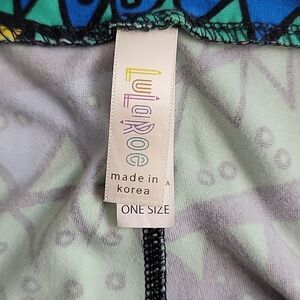 LuLaRoe
made in
korea
A
ONE SIZE